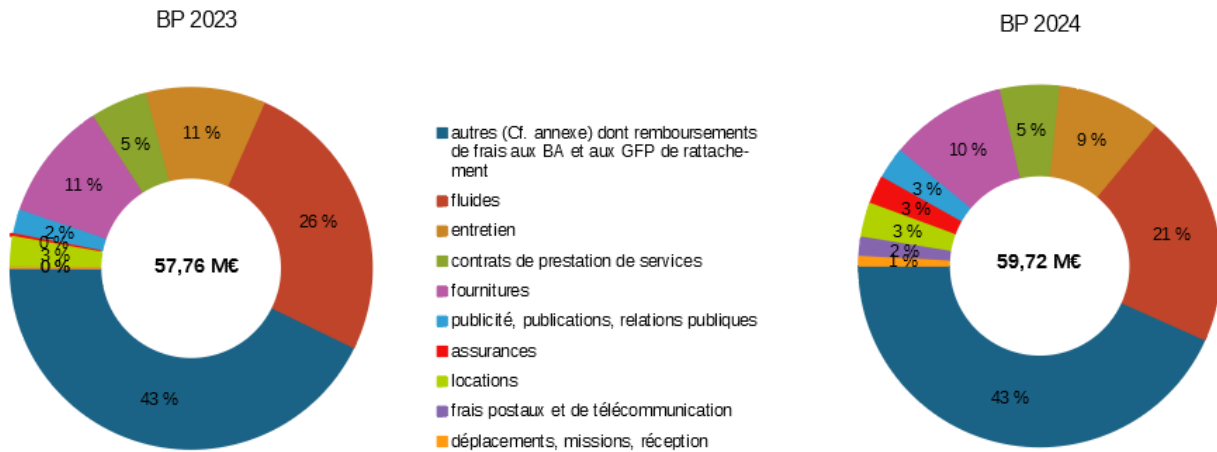 BP 2023
BP 2024
11 %
5 %
11 %
2 %
0 %
3 %
0 %
26 %
43 %
57,76 M€
autres (Cf. annexe) dont remboursements
de frais aux BA et aux GFP de rattache-
ment
fluides
entretien
contrats de prestation de services
fournitures
publicité, publications, relations publiques
assurances
locations
frais postaux et de télécommunication
déplacements, missions, réception
5 %
9 %
10 %
3 %
3 %
3 %
2 %
1 %
21 %
43 %
59,72 M€